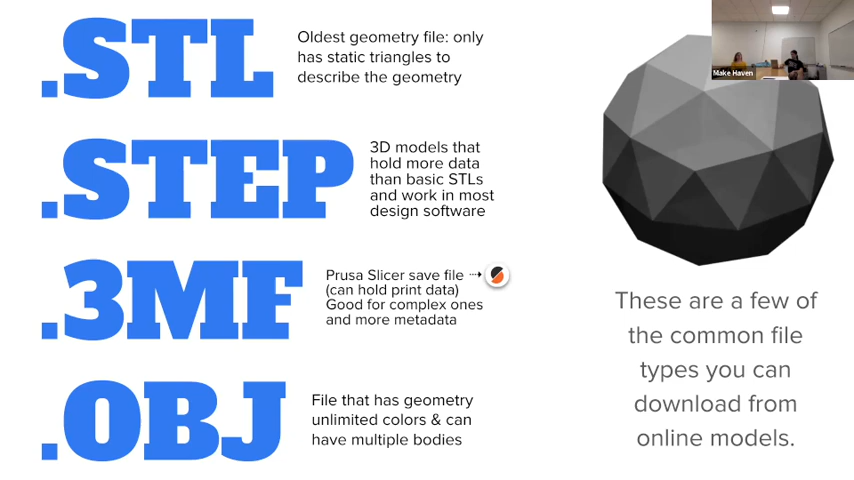 .STL
Oldest geometry file: only
has static triangles to
describe the geometry
.STEP
3D models that
hold more data
than basic STLs
and work in most
design software
.3MF
Prusa Slicer save file
(can hold print data)
Good for complex ones
and more metadata
.OBJ
File that has geometry
unlimited colors & can
have multiple bodies
Make Haven
These are a few of
the common file
types you can
download from
online models.